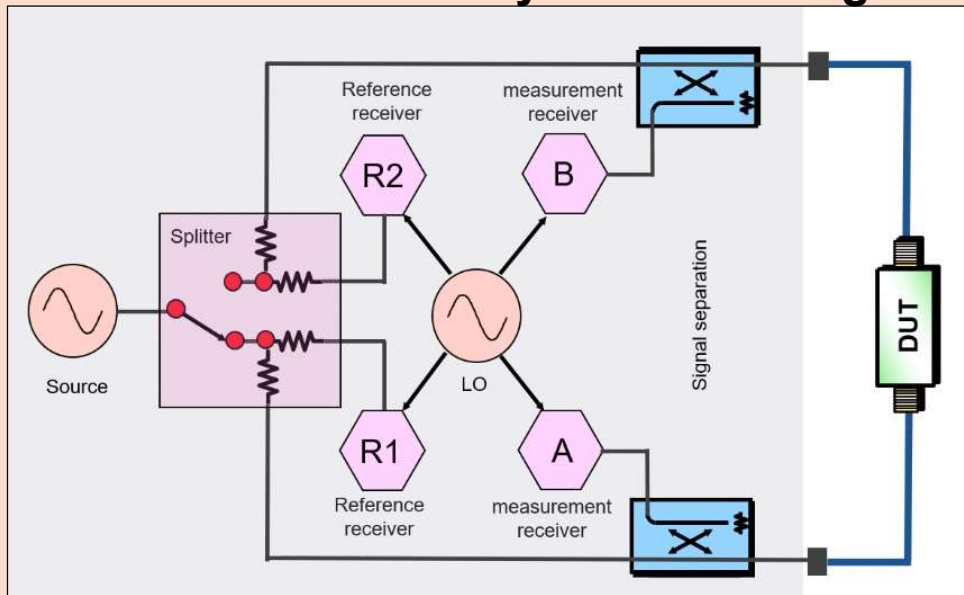 Reference
receiver
measurement
receiver
R2
B
Splitter
Signal separation
DUT
Source
LO
R1
A
Reference
receiver
measurement
receiver